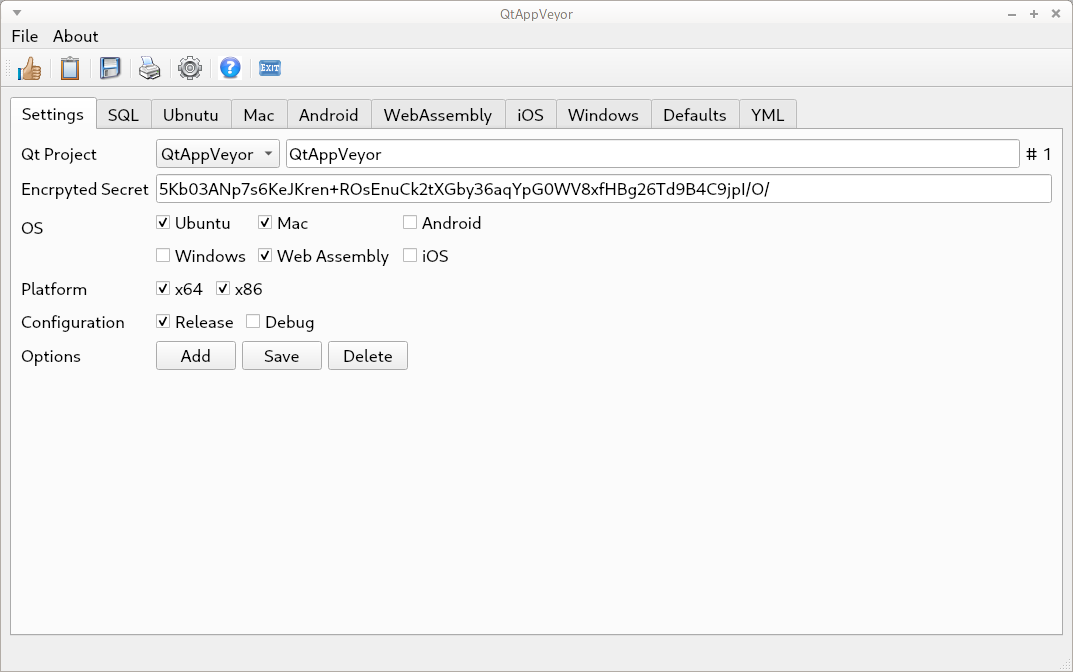 QtAppVeyor
File About
EXIT
Settings SQL Ubnutu Mac Android WebAssembly iOS Windows Defaults YML
Qt Project QtAppVeyor QtAppVeyor # 1
Encrpyted Secret 5Kb03ANp7s6KeJKren+ROsEnuCk2tXGby36aqYpG0WV8xfHBg26Td9B4C9jpI/O/
OS Ubuntu Mac Android
Windows Web Assembly iOS
Platform x64 x86
Configuration Release Debug
Options Add Save Delete